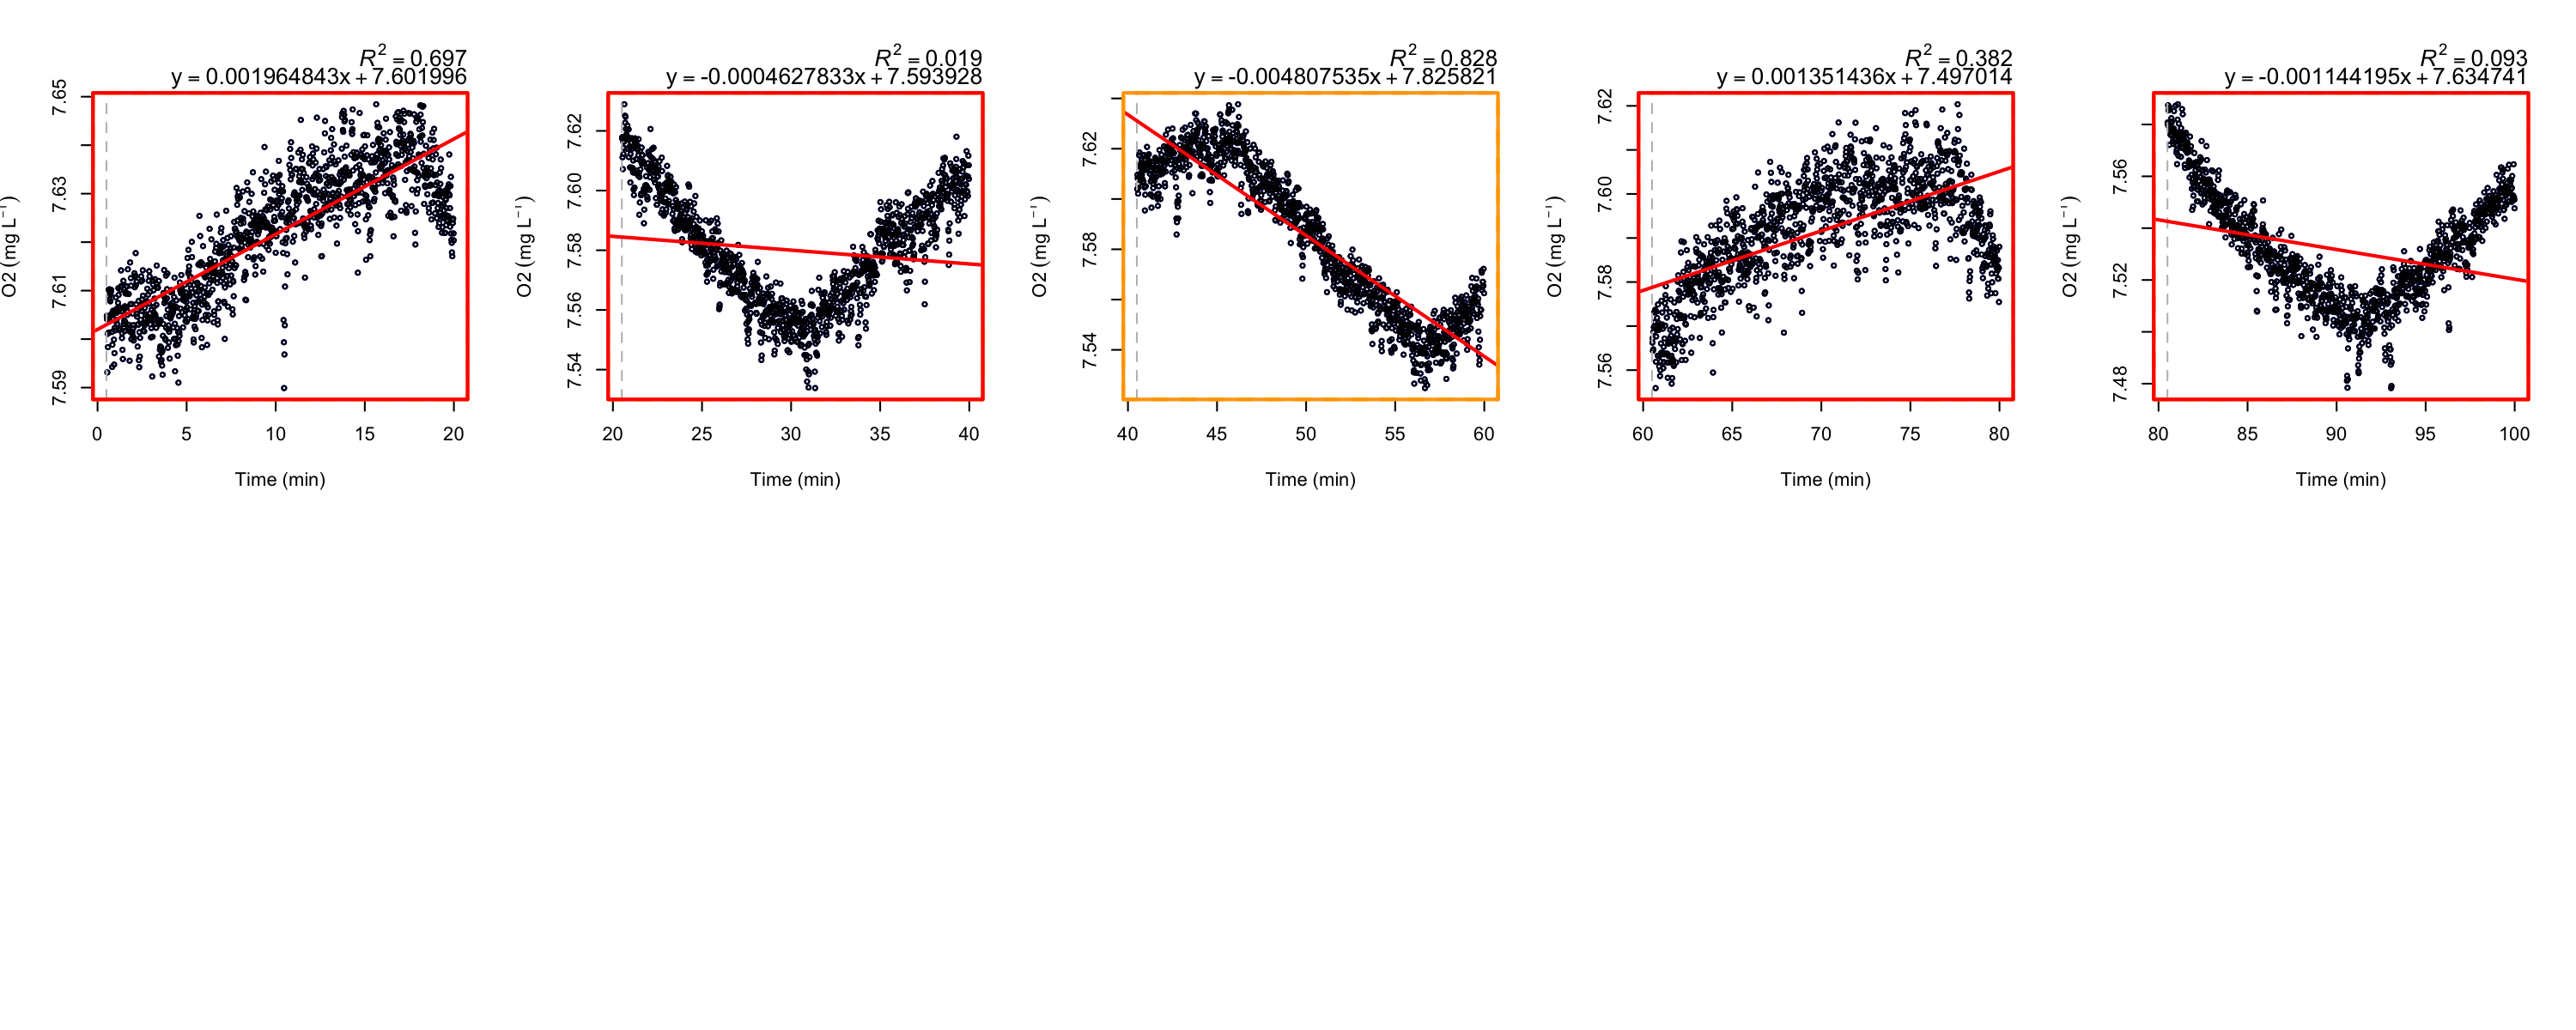 R² = 0.697
y = 0.001964843x + 7.601996
O2 (mg L⁻¹)
7.59 7.61 7.63 7.65
0 5 10 15 20
Time (min)
R² = 0.019
y = -0.0004627833x + 7.593928
O2 (mg L⁻¹)
7.54 7.56 7.58 7.60 7.62
20 25 30 35 40
Time (min)
R² = 0.828
y = -0.004807535x + 7.825821
O2 (mg L⁻¹)
7.54 7.58 7.62
40 45 50 55 60
Time (min)
R² = 0.382
y = 0.001351436x + 7.497014
O2 (mg L⁻¹)
7.56 7.58 7.60 7.62
60 65 70 75 80
Time (min)
R² = 0.093
y = -0.001144195x + 7.634741
O2 (mg L⁻¹)
7.48 7.52 7.56
80 85 90 95 100
Time (min)